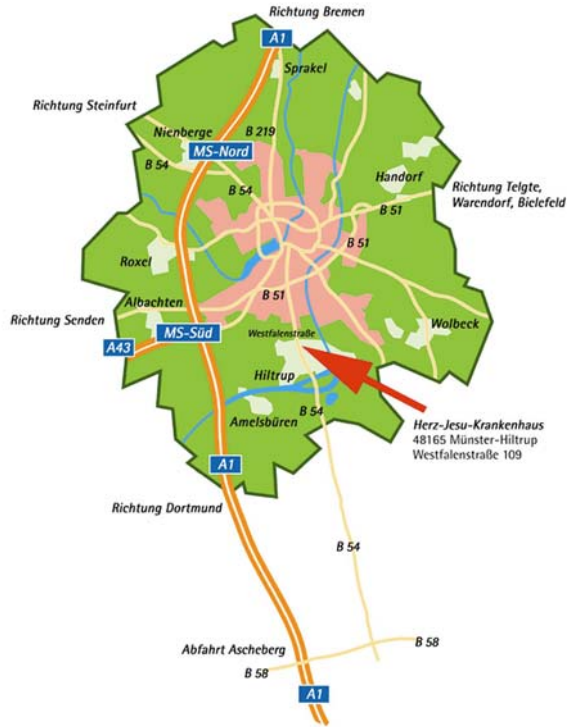 Richtung Bremen
A1
Sprakel
Richtung Steinfurt
Nienberge
B 219
MS-Nord
B 54
B 54
Handorf
Richtung Telgte,
Warendorf, Bielefeld
B 51
B 51
Roxel
Albachten
B 51
Richtung Senden
MS-Süd
Westfalenstraße
Wolbeck
A43
Hiltrup
B 54
Amelsbüren
Herz-Jesu-Krankenhaus
48165 Münster-Hiltrup
Westfalenstraße 109
A1
Richtung Dortmund
B 54
B 58
Abfahrt Ascheberg
B 58
A1